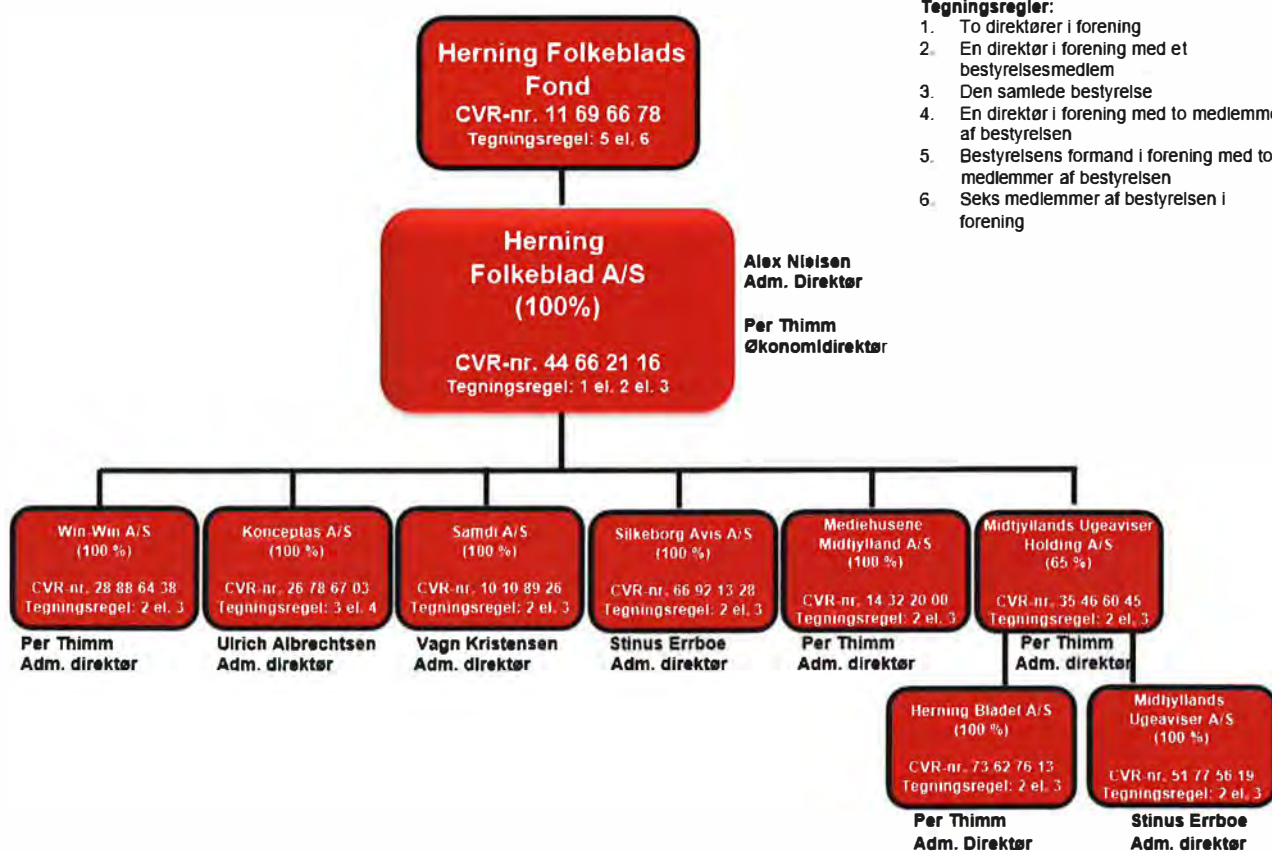 Herning Folkeblads
Fond
CVR-nr. 11 69 66 78
Tegningsregel: 5 el. 6
Tegningsregler:
1. To direktører i forening
2. En direktør i forening med et
bestyrelsesmedlem
3. Den samlede bestyrelse
4. En direktør i forening med to medlemme
af bestyrelsen
5. Bestyrelsens formand i forening med to
medlemmer af bestyrelsen
6. Seks medlemmer af bestyrelsen i
forening
Herning
Folkeblad A/S
(100%)
CVR-nr. 44 66 21 16
Tegningsregel: 1 el. 2 el. 3
Alex Nielsen
Adm. Direktør
Per Thimm
Økonomidirektør
Win-Win A/S
(100 %)
CVR-nr. 28 88 64 38
Tegningsregel: 2 el. 3
Per Thimm
Adm. direktør
Konceptas A/S
(100 %)
CVR-nr. 26 78 67 03
Tegningsregel: 3 el. 4
Ulrich Albrechtsen
Adm. direktør
Samdi A/S
(100 %)
CVR-nr. 10 10 89 26
Tegningsregel: 2 el. 3
Vagn Kristensen
Adm. direktør
Silkeborg Avis A/S
(100 %)
CVR-nr. 66 92 13 28
Tegningsregel: 2 el. 3
Stinus Errboe
Adm. direktør
Mediehusene
Midtjylland A/S
(100 %)
CVR-nr. 14 32 20 00
Tegningsregel: 2 el. 3
Per Thimm
Adm. direktør
Midtjyllands Ugeaviser
Holding A/S
(65 %)
CVR-nr. 35 46 60 45
Tegningsregel: 2 el. 3
Per Thimm
Adm. direktør
Herning Bladet A/S
(100 %)
CVR-nr. 73 62 76 13
Tegningsregel: 2 el. 3
Per Thimm
Adm. Direktør
Midtjyllands
Ugeaviser A/S
(100 %)
CVR-nr. 51 77 56 19
Tegningsregel: 2 el. 3
Stinus Errboe
Adm. direktør